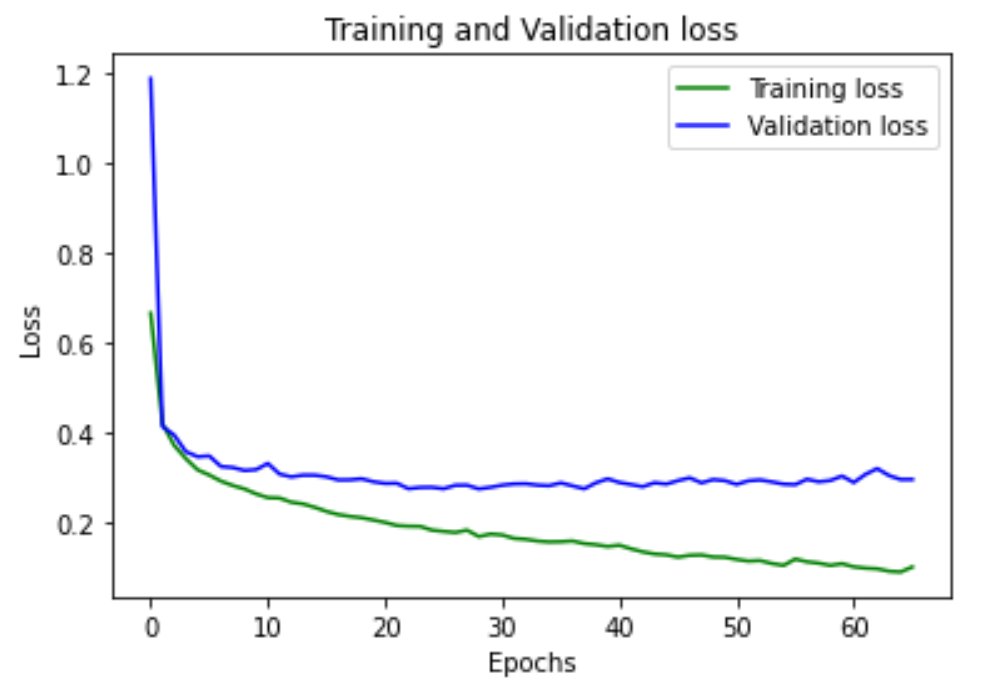 Training and Validation loss
Training loss
Validation loss
1.2
1.0
0.8
0.6
0.4
0.2
Loss
0 10 20 30 40 50 60
Epochs